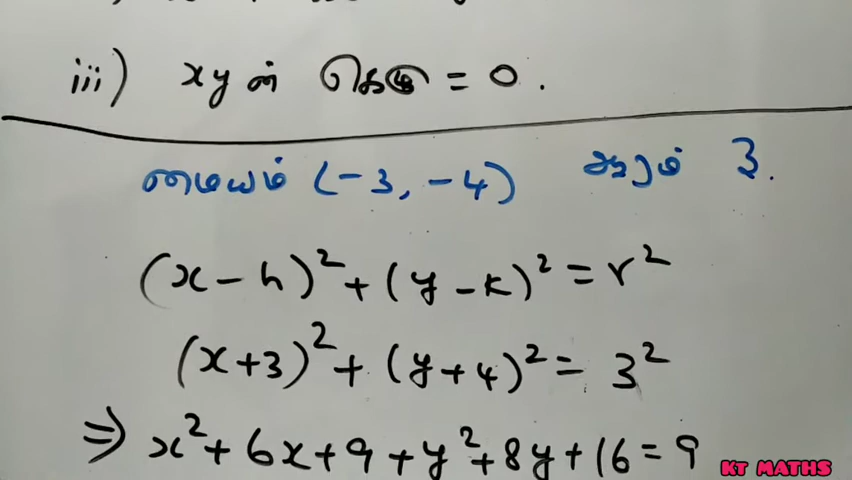 iii) xy ன் கெழு = 0.
மையம் (-3, -4) ஆரம் 3.
(x - h)² + (y - k)² = r²
(x + 3)² + (y + 4)² = 3²
⇒ x² + 6x + 9 + y² + 8y + 16 = 9
KT MATHS